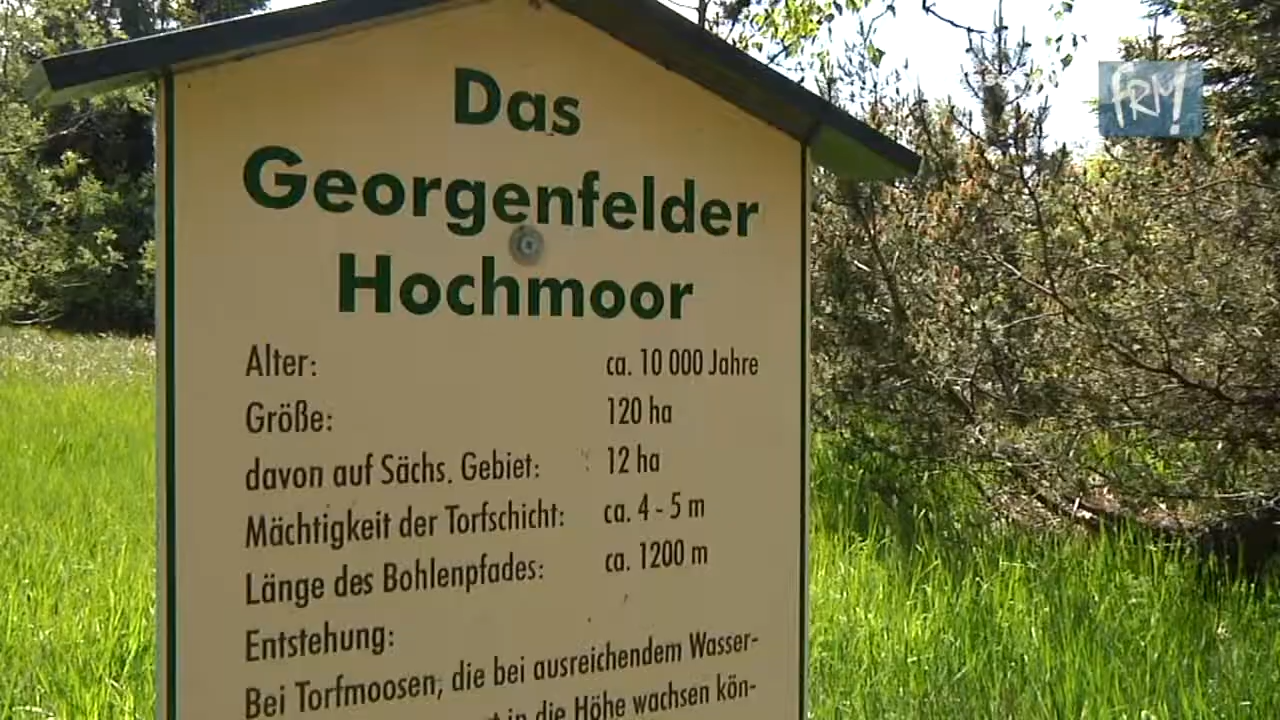 FRM!
Das
Georgenfelder
Hochmoor
Alter: ca. 10 000 Jahre
Größe: 120 ha
davon auf Sächs. Gebiet: 12 ha
Mächtigkeit der Torfschicht: ca. 4 - 5 m
Länge des Bohlenpfades: ca. 1200 m
Entstehung:
Bei Torfmoosen, die bei ausreichendem Wasser-
in die Höhe wachsen kön-